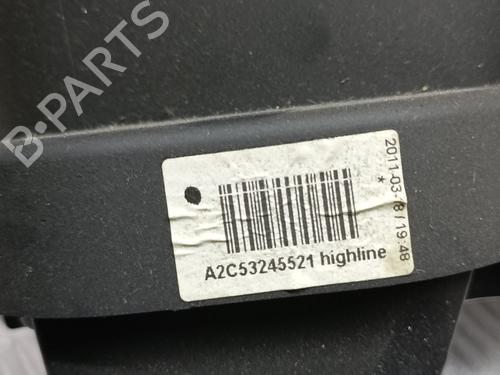 B-PARTS
2011-03-18 / 19:48
*
A2C53245521 highline